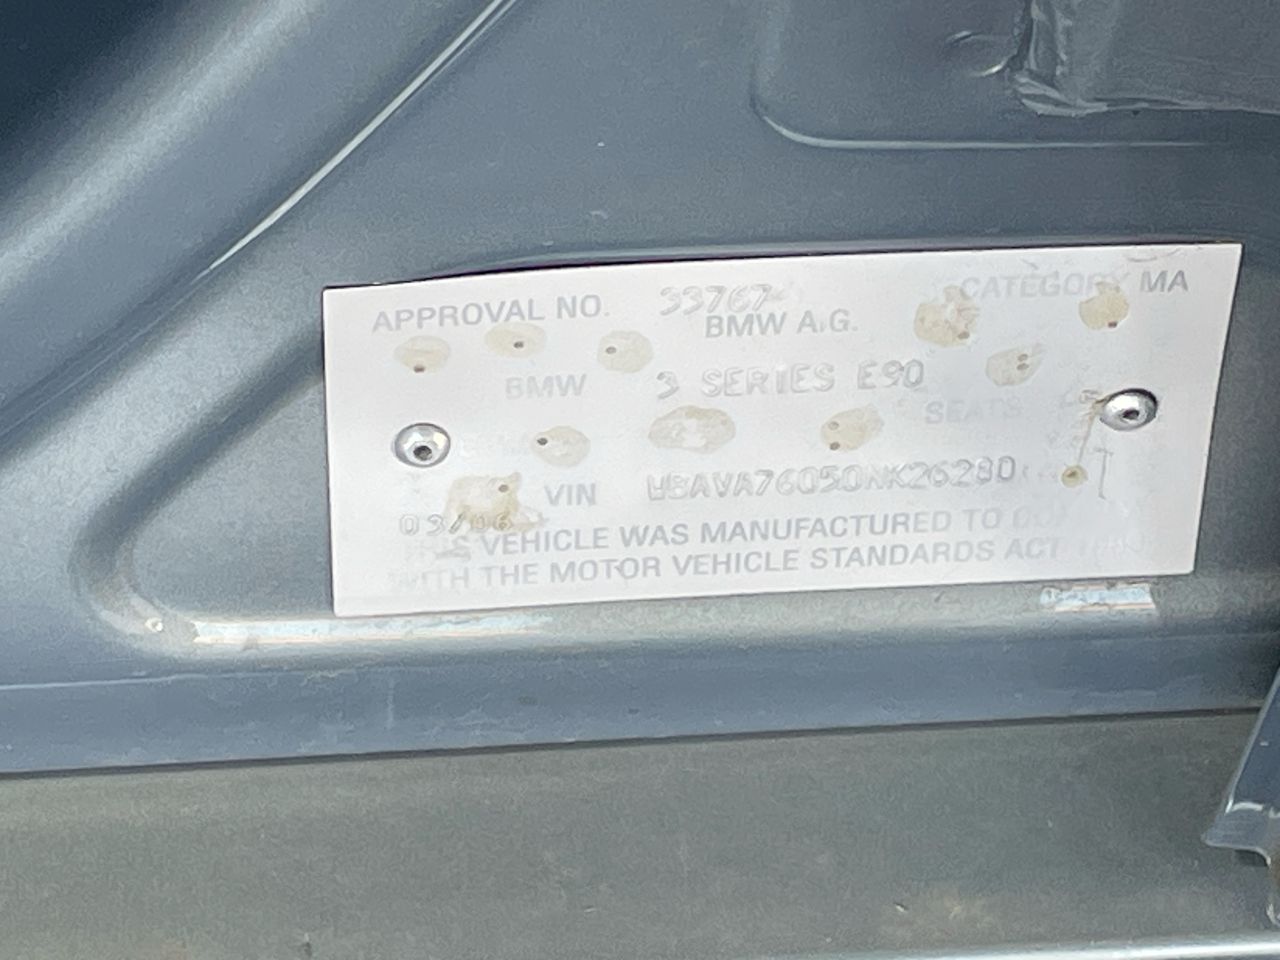 APPROVAL NO. 33767 CATEGORY MA
BMW A.G.
BMW 3 SERIES E90
SEATS
VIN WBAVA76050NK26280
03/06
THIS VEHICLE WAS MANUFACTURED TO
WITH THE MOTOR VEHICLE STANDARDS ACT